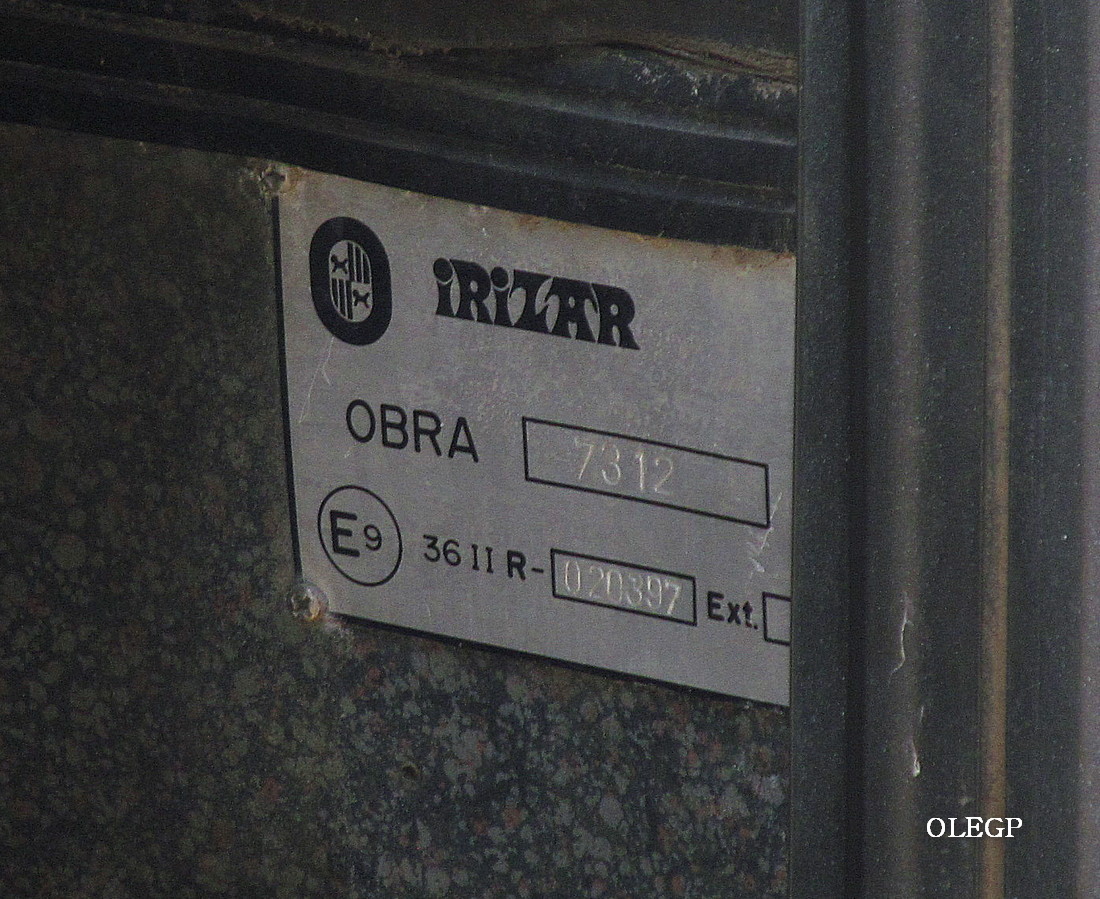 iRiZAR
OBRA 7312
E9 36 II R- 020397 Ext.
OLEGP